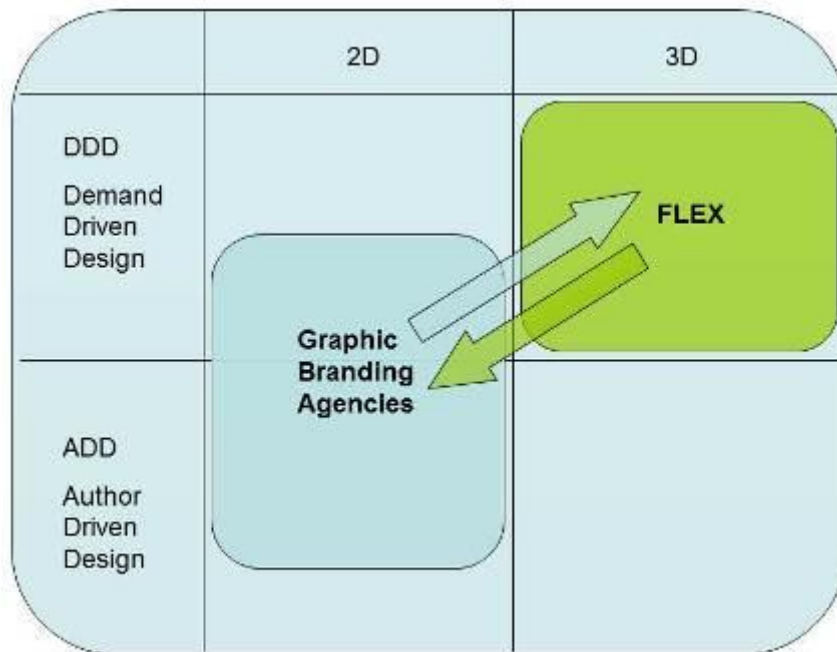 2D
3D
DDD
Demand
Driven
Design
FLEX
Graphic
Branding
Agencies
ADD
Author
Driven
Design